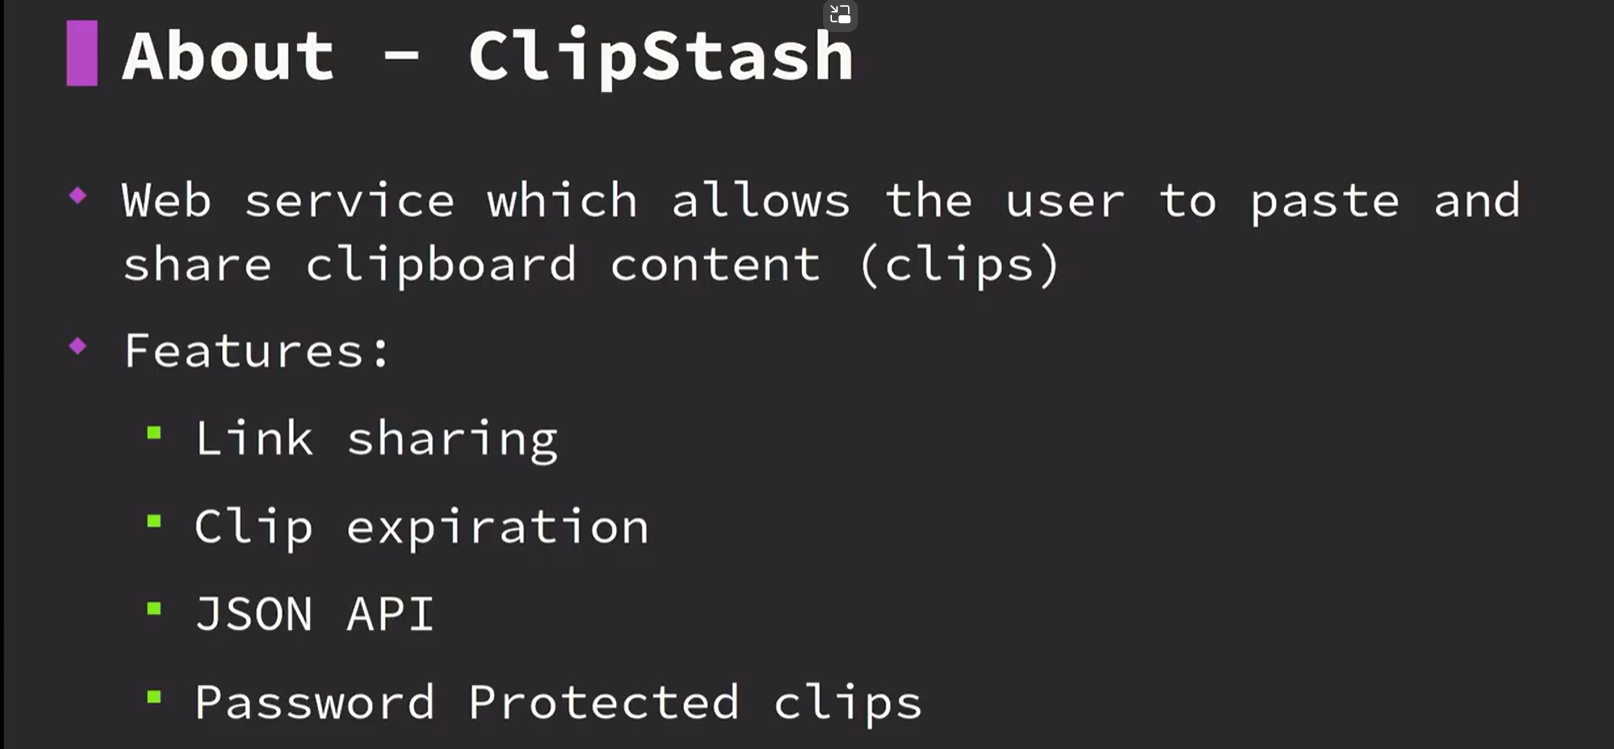 About - ClipStash
Web service which allows the user to paste and
share clipboard content (clips)
Features:
Link sharing
Clip expiration
JSON API
Password Protected clips